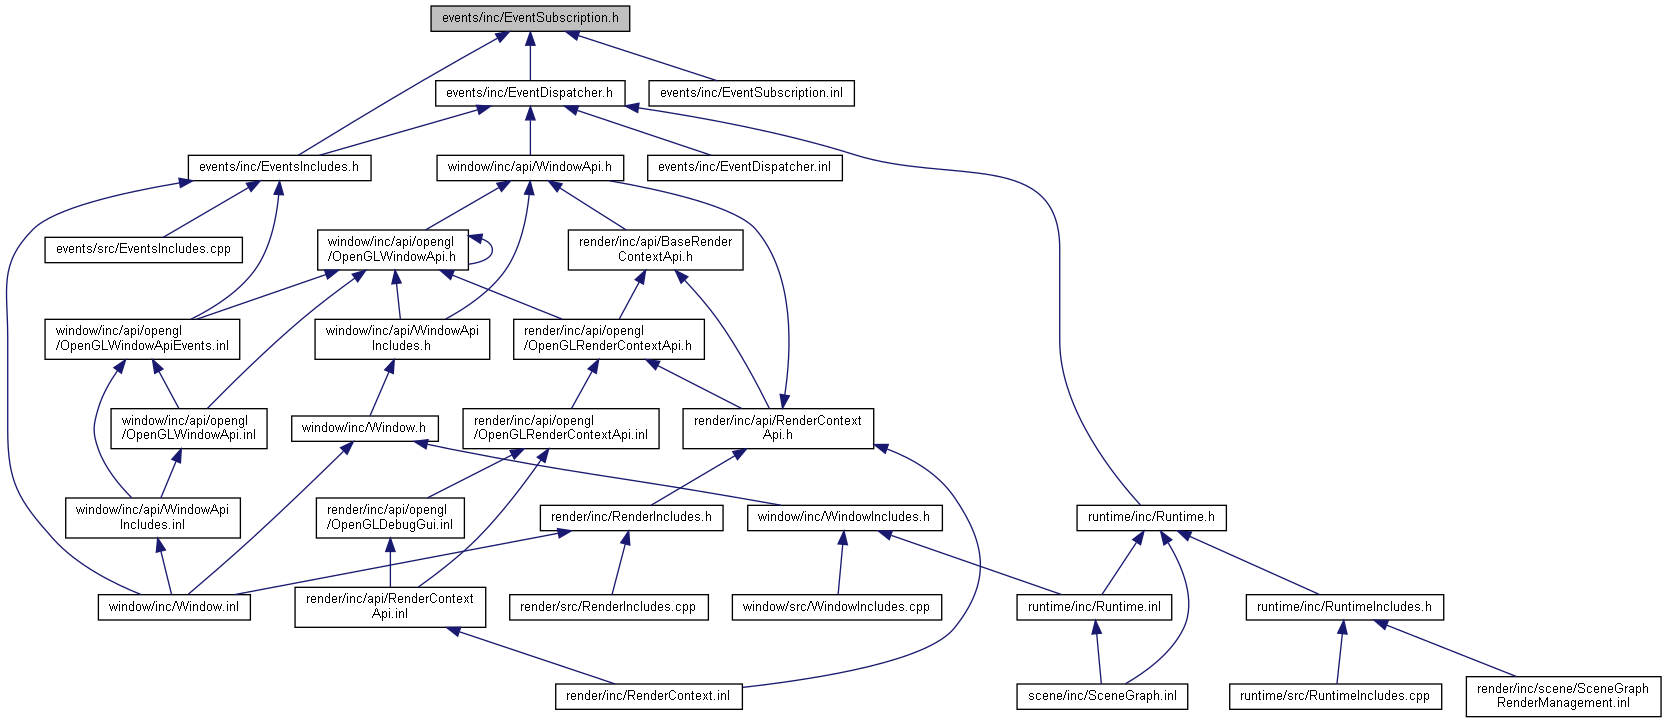 events/inc/EventSubscription.h
events/inc/EventDispatcher.h
events/inc/EventSubscription.inl
events/inc/EventsIncludes.h
window/inc/api/WindowApi.h
events/inc/EventDispatcher.inl
events/src/EventsIncludes.cpp
window/inc/api/opengl
/OpenGLWindowApi.h
render/inc/api/BaseRender
ContextApi.h
window/inc/api/opengl
/OpenGLWindowApiEvents.inl
window/inc/api/WindowApi
Includes.h
render/inc/api/opengl
/OpenGLRenderContextApi.h
window/inc/api/opengl
/OpenGLWindowApi.inl
window/inc/Window.h
render/inc/api/opengl
/OpenGLRenderContextApi.inl
render/inc/api/RenderContext
Api.h
window/inc/api/WindowApi
Includes.inl
render/inc/api/opengl
/OpenGLDebugGui.inl
render/inc/RenderIncludes.h
window/inc/WindowIncludes.h
runtime/inc/Runtime.h
window/inc/Window.inl
render/inc/api/RenderContext
Api.inl
render/src/RenderIncludes.cpp
window/src/WindowIncludes.cpp
runtime/inc/Runtime.inl
runtime/inc/RuntimeIncludes.h
render/inc/RenderContext.inl
scene/inc/SceneGraph.inl
runtime/src/RuntimeIncludes.cpp
render/inc/scene/SceneGraph
RenderManagement.inl